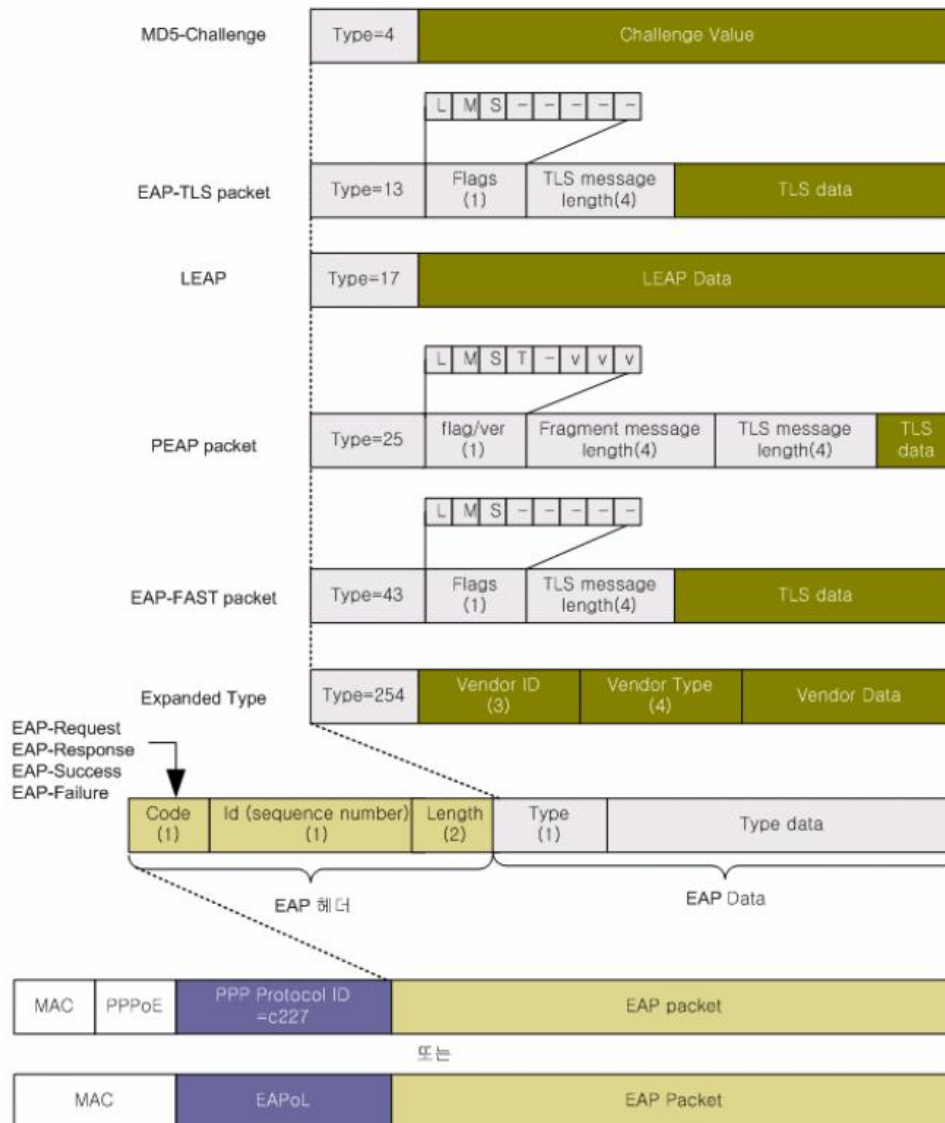 MD5-Challenge
Type=4
Challenge Value
L M S - - - - -
EAP-TLS packet
Type=13
Flags
(1)
TLS message
length(4)
TLS data
LEAP
Type=17
LEAP Data
L M S T - v v v
PEAP packet
Type=25
flag/ver
(1)
Fragment message
length(4)
TLS message
length(4)
TLS
data
L M S - - - - -
EAP-FAST packet
Type=43
Flags
(1)
TLS message
length(4)
TLS data
Expanded Type
Type=254
Vendor ID
(3)
Vendor Type
(4)
Vendor Data
EAP-Request
EAP-Response
EAP-Success
EAP-Failure
Code
(1)
Id (sequence number)
(1)
Length
(2)
Type
(1)
Type data
EAP 헤더
EAP Data
MAC
PPPoE
PPP Protocol ID
=c227
EAP packet
또는
MAC
EAPoL
EAP Packet